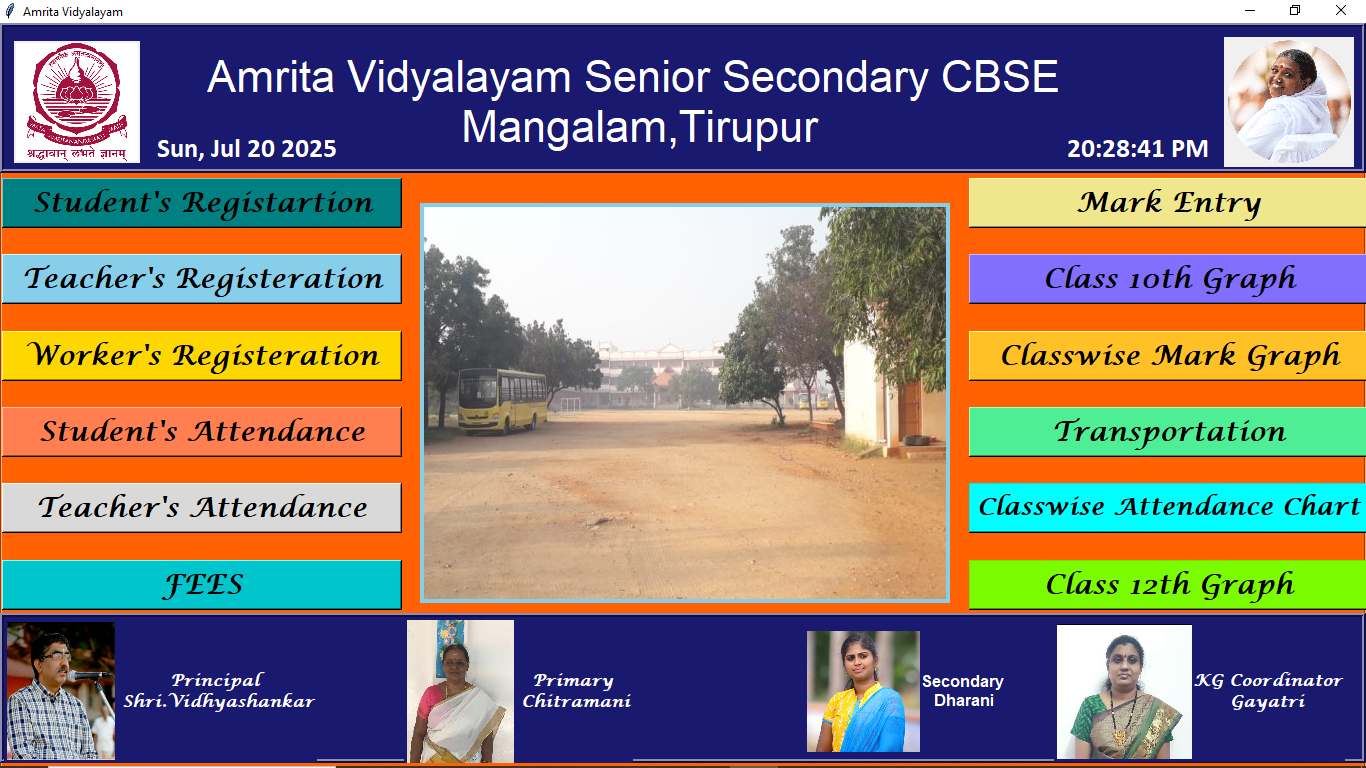 Amrita Vidyalayam
Amrita Vidyalayam Senior Secondary CBSE
Mangalam,Tirupur
श्रद्धावान् लभते ज्ञानम्
Sun, Jul 20 2025
20:28:41 PM
Student's Registartion
Teacher's Registeration
Worker's Registeration
Student's Attendance
Teacher's Attendance
FEES
Mark Entry
Class 10th Graph
Classwise Mark Graph
Transportation
Classwise Attendance Chart
Class 12th Graph
Principal
Shri.Vidhyashankar
Primary
Chitramani
Secondary
Dharani
KG Coordinator
Gayatri